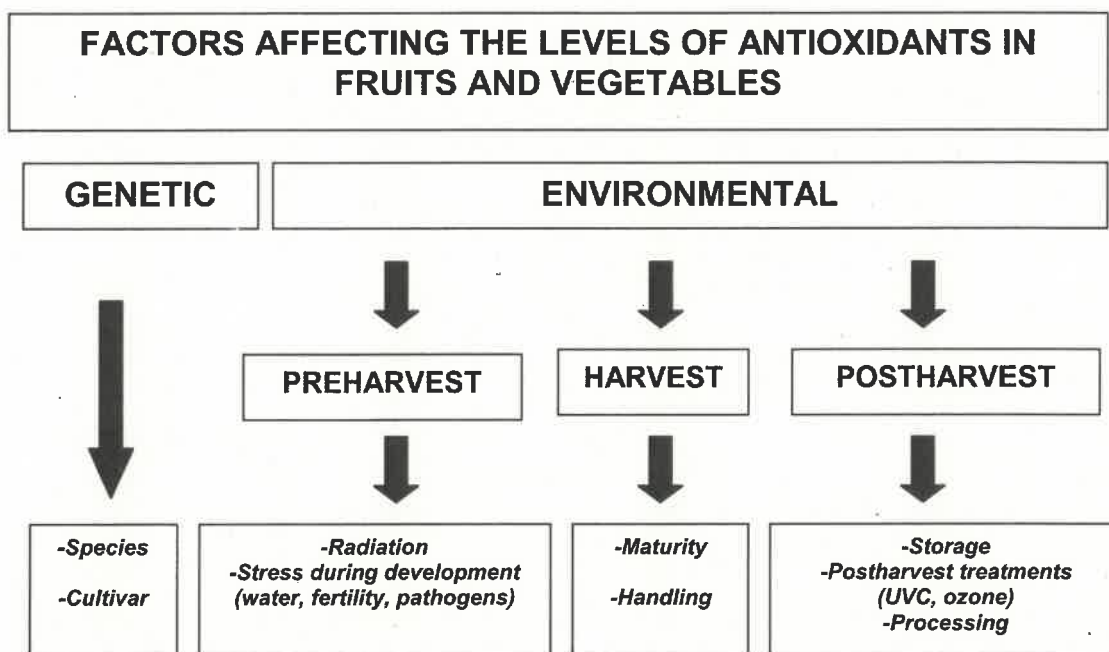 FACTORS AFFECTING THE LEVELS OF ANTIOXIDANTS IN
FRUITS AND VEGETABLES
GENETIC
ENVIRONMENTAL
PREHARVEST
HARVEST
POSTHARVEST
-Species
-Cultivar
-Radiation
-Stress during development
(water, fertility, pathogens)
-Maturity
-Handling
-Storage
-Postharvest treatments
(UVC, ozone)
-Processing